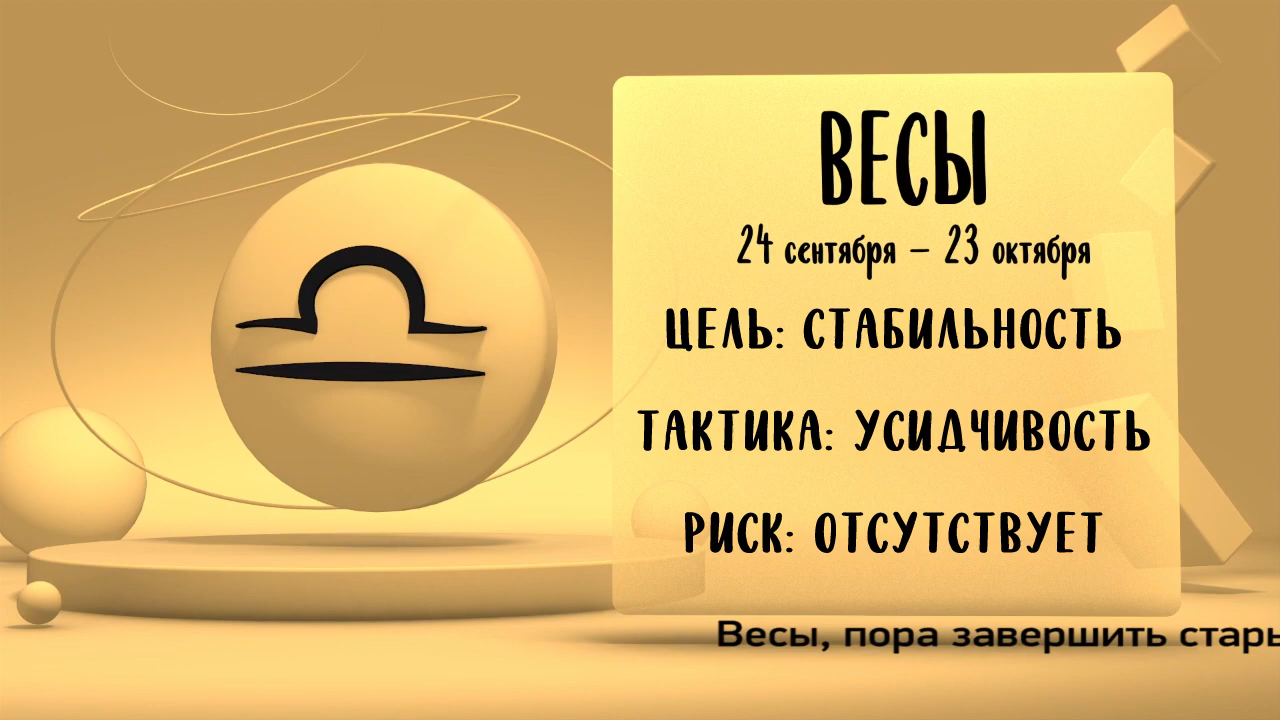 ВЕСЫ
24 сентября – 23 октября
ЦЕЛЬ: СТАБИЛЬНОСТЬ
ТАКТИКА: УСИДЧИВОСТЬ
РИСК: ОТСУТСТВУЕТ
Весы, пора завершить